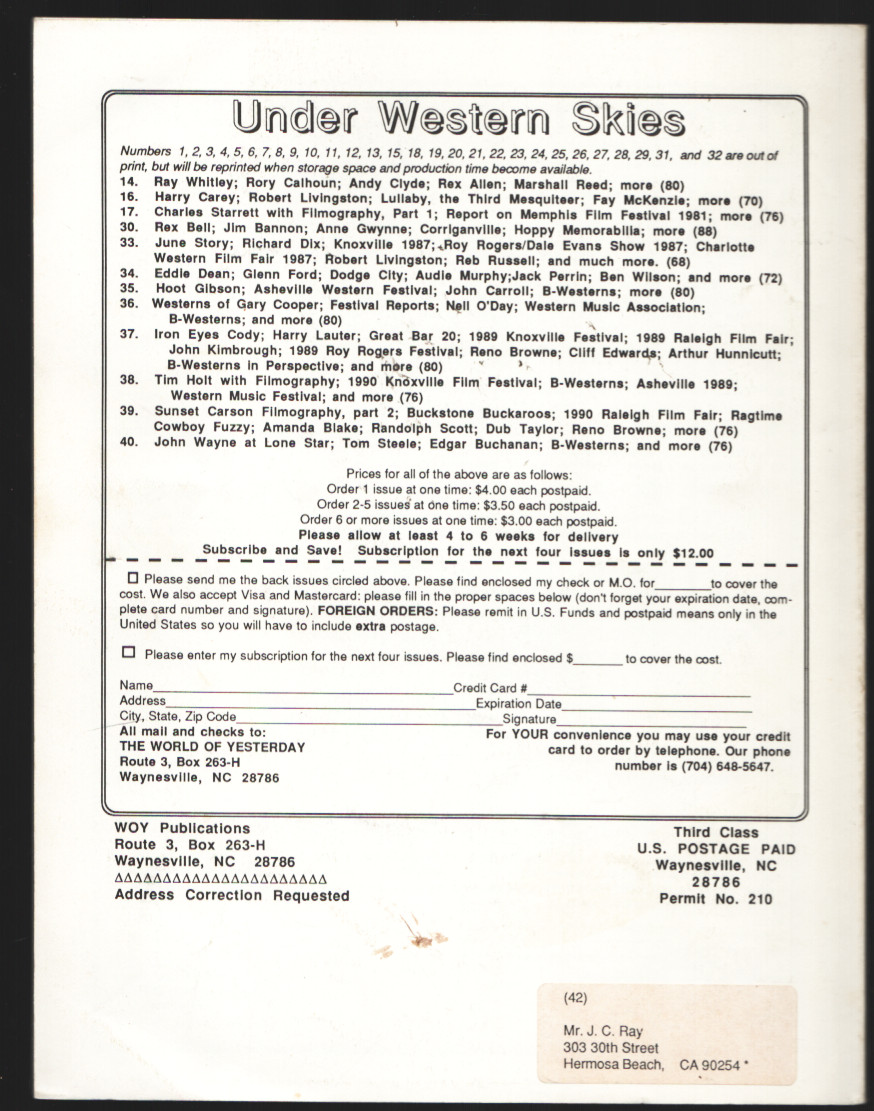 Under Western Skies
Numbers 1, 2, 3, 4, 5, 6, 7, 8, 9, 10, 11, 12, 13, 15, 18, 19, 20, 21, 22, 23, 24, 25, 26, 27, 28, 29, 31, and 32 are out of
print, but will be reprinted when storage space and production time become available.
14. Ray Whitley; Rory Calhoun; Andy Clyde; Rex Allen; Marshall Reed; more (80)
16. Harry Carey; Robert Livingston; Lullaby, the Third Mesquiteer; Fay McKenzie; more (70)
17. Charles Starrett with Filmography, Part 1; Report on Memphis Film Festival 1981; more (76)
30. Rex Bell; Jim Bannon; Anne Gwynne; Corriganville; Hoppy Memorabilia; more (88)
33. June Story; Richard Dix; Knoxville 1987; Roy Rogers/Dale Evans Show 1987; Charlotte
Western Film Fair 1987; Robert Livingston; Reb Russell; and much more. (68)
34. Eddie Dean; Glenn Ford; Dodge City; Audie Murphy;Jack Perrin; Ben Wilson; and more (72)
35. Hoot Gibson; Asheville Western Festival; John Carroll; B-Westerns; more (80)
36. Westerns of Gary Cooper; Festival Reports; Nell O'Day; Western Music Association;
B-Westerns; and more (80)
37. Iron Eyes Cody; Harry Lauter; Great Bar 20; 1989 Knoxville Festival; 1989 Raleigh Film Fair;
John Kimbrough; 1989 Roy Rogers Festival; Reno Browne; Cliff Edwards; Arthur Hunnicutt;
B-Westerns in Perspective; and more (80)
38. Tim Holt with Filmography; 1990 Knoxville Film Festival; B-Westerns; Asheville 1989;
Western Music Festival; and more (76)
39. Sunset Carson Filmography, part 2; Buckstone Buckaroos; 1990 Raleigh Film Fair; Ragtime
Cowboy Fuzzy; Amanda Blake; Randolph Scott; Dub Taylor; Reno Browne; more (76)
40. John Wayne at Lone Star; Tom Steele; Edgar Buchanan; B-Westerns; and more (76)
Prices for all of the above are as follows:
Order 1 issue at one time: $4.00 each postpaid.
Order 2-5 issues at one time: $3.50 each postpaid.
Order 6 or more issues at one time: $3.00 each postpaid.
Please allow at least 4 to 6 weeks for delivery
Subscribe and Save! Subscription for the next four issues is only $12.00
Please send me the back issues circled above. Please find enclosed my check or M.O. for________to cover the
cost. We also accept Visa and Mastercard: please fill in the proper spaces below (don't forget your expiration date, com-
plete card number and signature). FOREIGN ORDERS: Please remit in U.S. Funds and postpaid means only in the
United States so you will have to include extra postage.
Please enter my subscription for the next four issues. Please find enclosed $_______ to cover the cost.
Name____________Credit Card #____________
Address____________Expiration Date____________
City, State, Zip Code____________Signature____________
All mail and checks to:
THE WORLD OF YESTERDAY
Route 3, Box 263-H
Waynesville, NC 28786
For YOUR convenience you may use your credit
card to order by telephone. Our phone
number is (704) 648-5647.
WOY Publications
Route 3, Box 263-H
Waynesville, NC 28786
ΔΔΔΔΔΔΔΔΔΔΔΔΔΔΔΔΔΔΔΔΔ
Address Correction Requested
Third Class
U.S. POSTAGE PAID
Waynesville, NC
28786
Permit No. 210
(42)
Mr. J. C. Ray
303 30th Street
Hermosa Beach, CA 90254 *